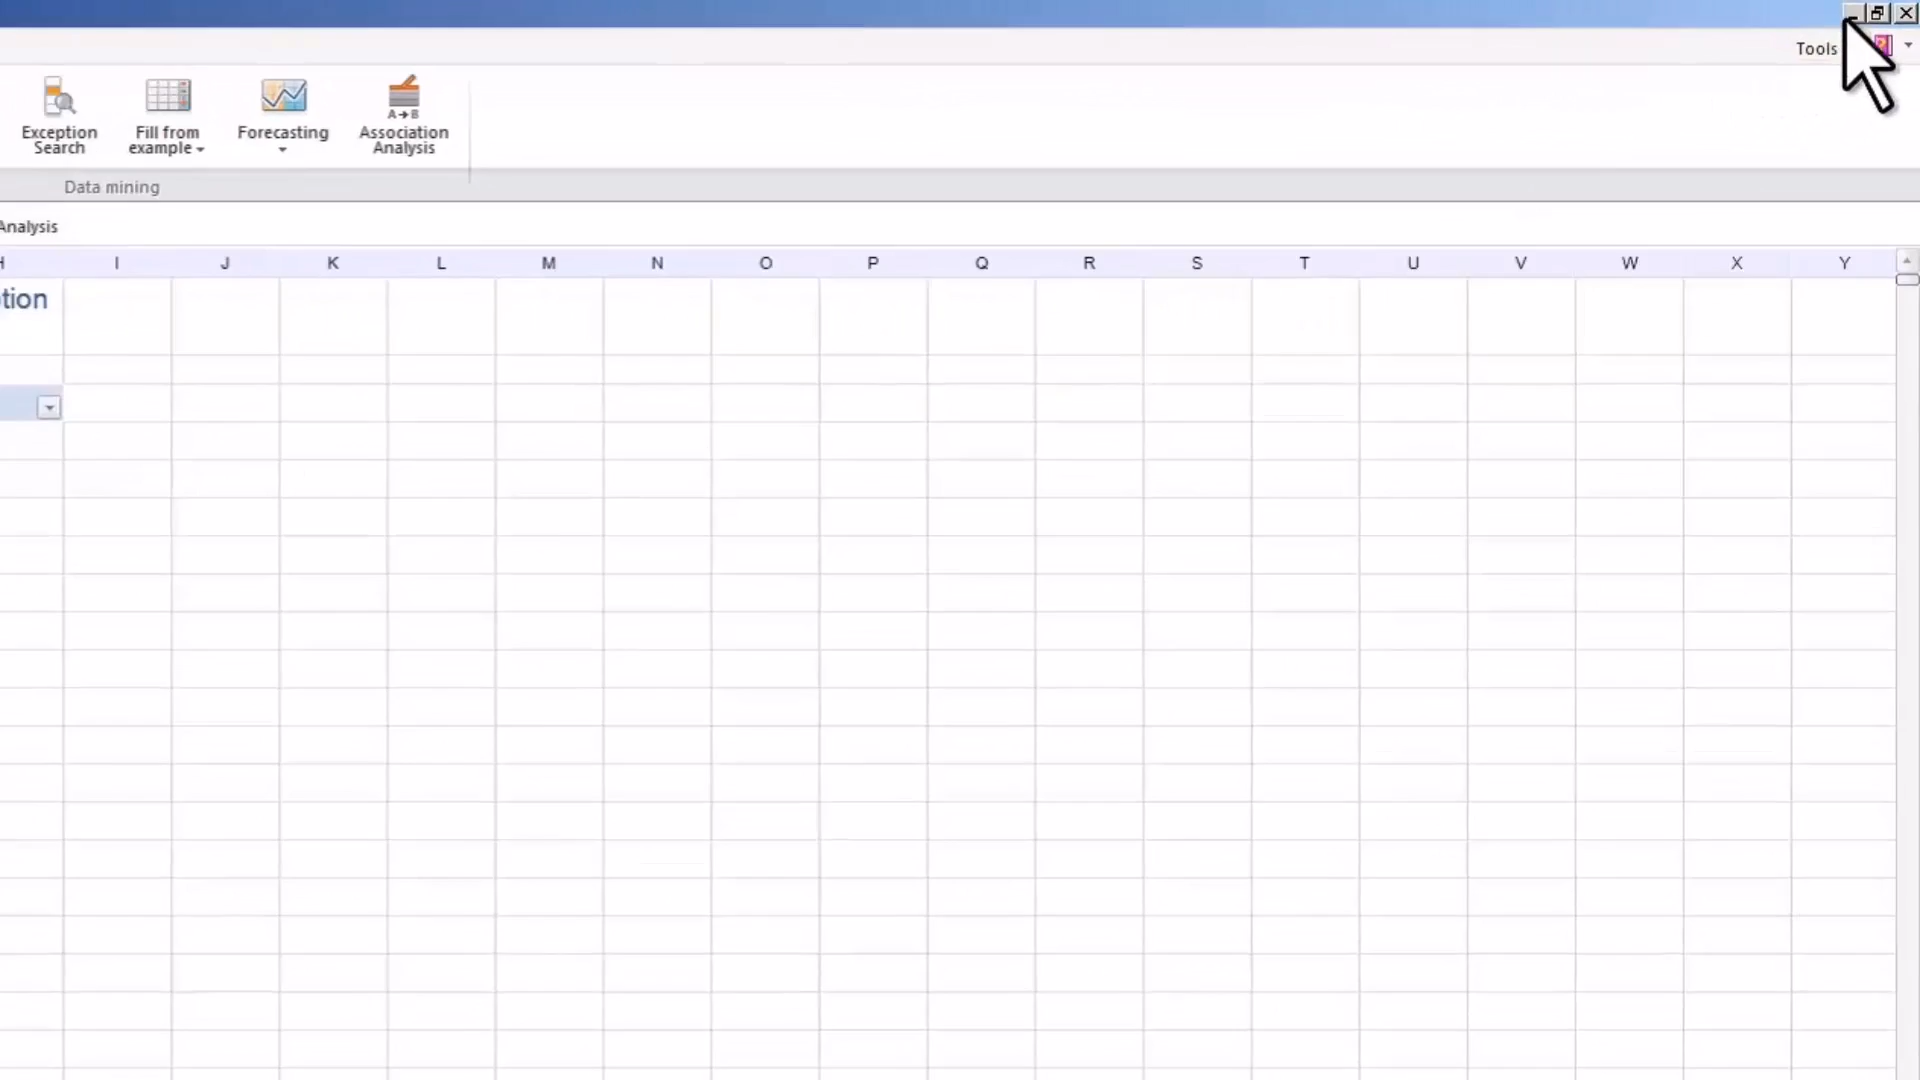 Tools
Exception
Search
Fill from
example
Forecasting
A→B
Association
Analysis
Data mining
Analysis
H I J K L M N O P Q R S T U V W X Y
tion